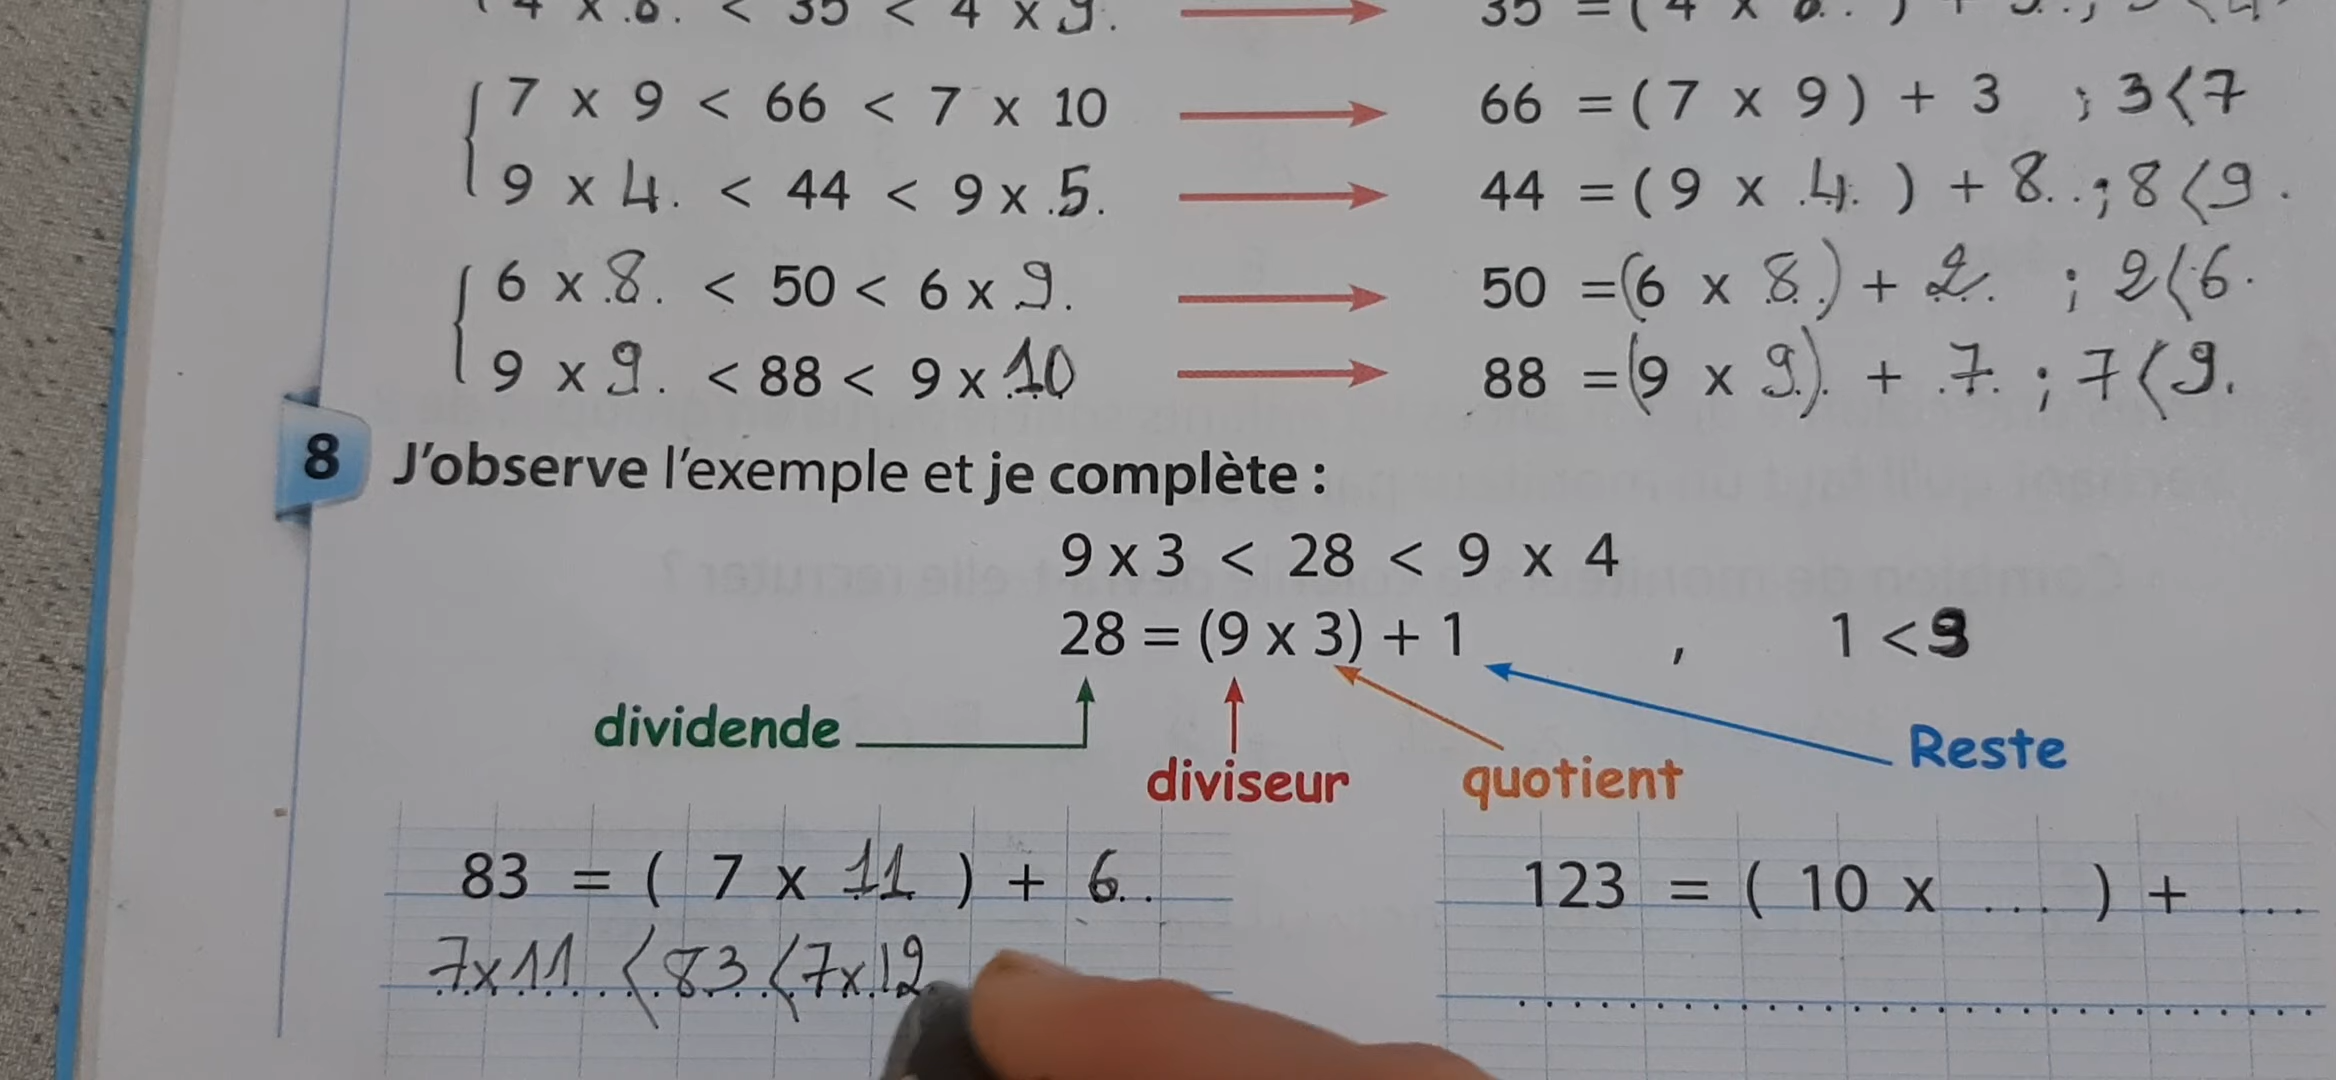 7 x 9 < 66 < 7 x 10 66 = ( 7 x 9 ) + 3 ; 3 < 7
9 x 4. < 44 < 9 x .5. 44 = ( 9 x .4. ) + 8.. ; 8 < 9 .
6 x .8. < 50 < 6 x 9. 50 = (6 x 8.) + 2. ; 2 < 6.
9 x 9. < 88 < 9 x 10 88 = (9 x 9.). + .7. ; 7 < 9.
8 J'observe l'exemple et je complète :
9 x 3 < 28 < 9 x 4
28 = (9 x 3) + 1 , 1 < 9
dividende
diviseur
quotient
Reste
83 = ( 7 x 11 ) + 6..
7x11 < 83 < 7x12
123 = ( 10 x ... ) + ...